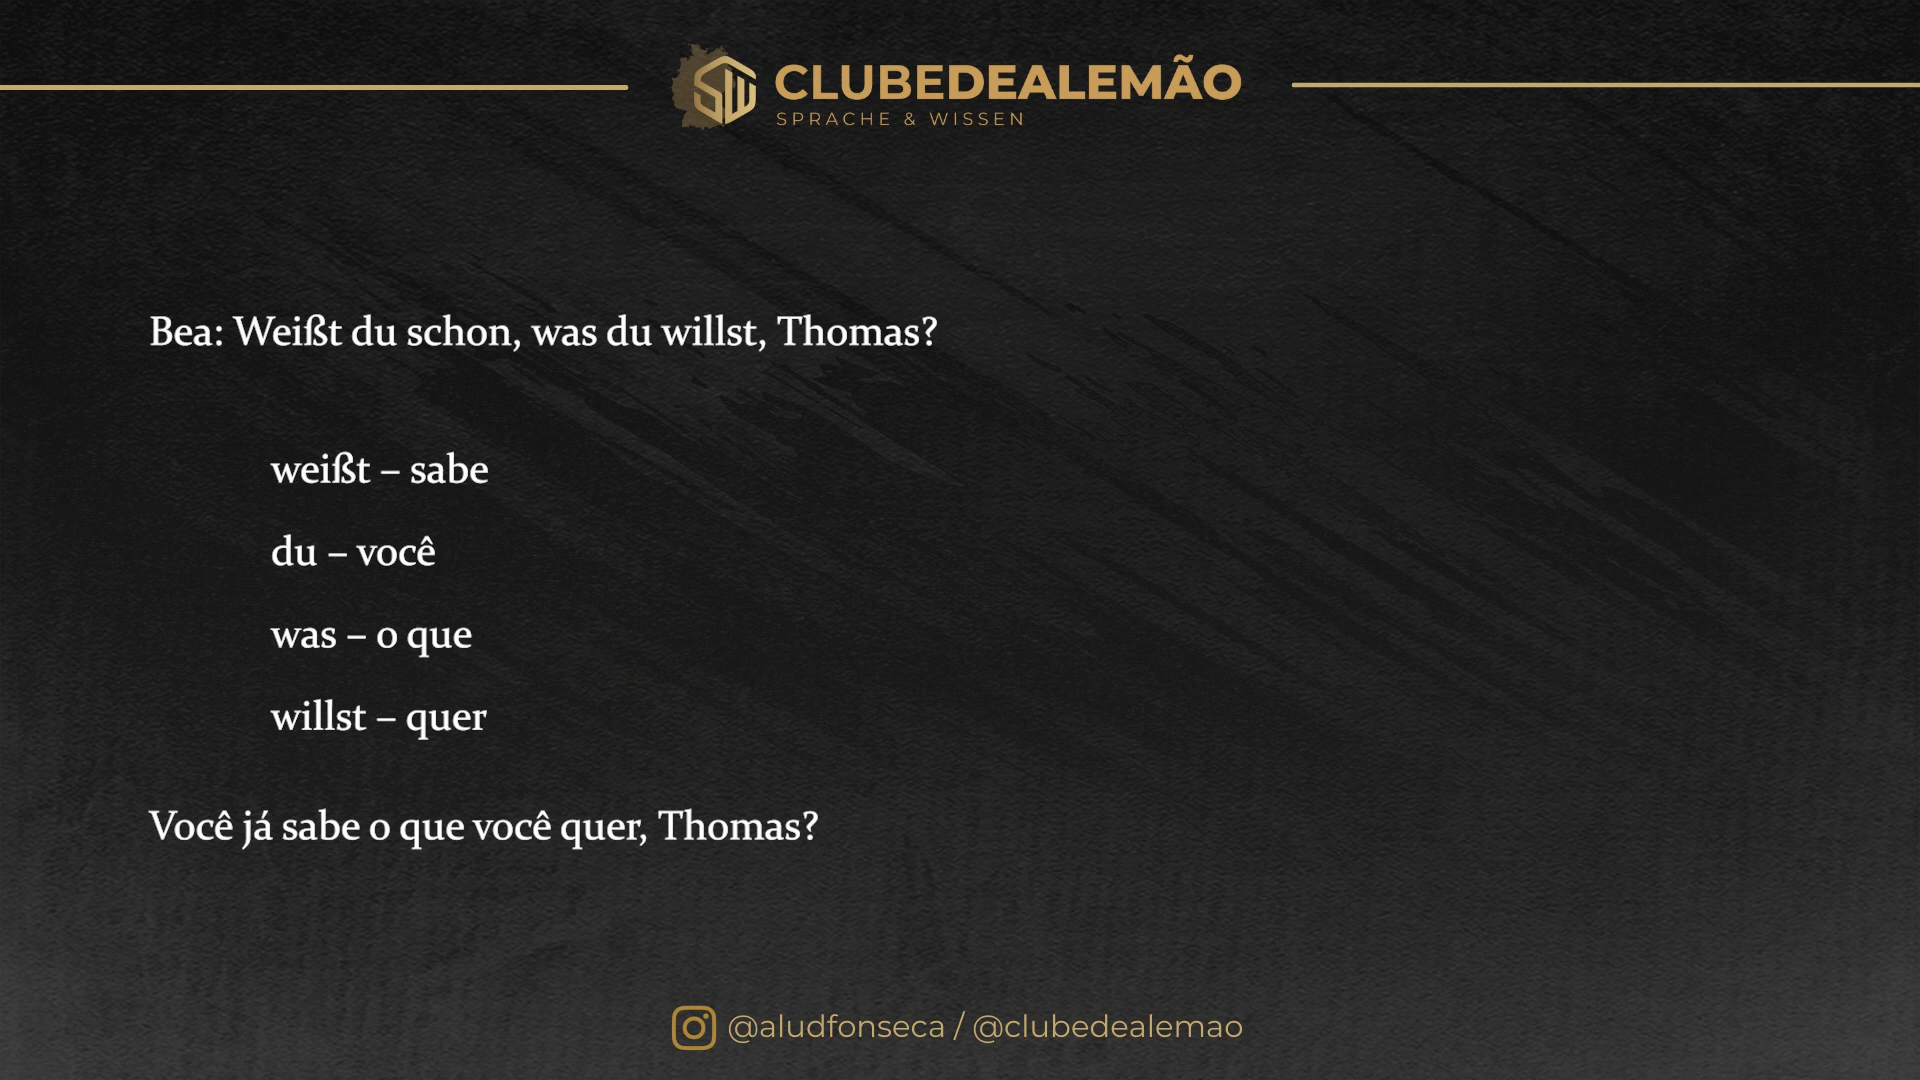 CLUBEDEALEMÃO
SPRACHE & WISSEN
Bea: Weißt du schon, was du willst, Thomas?
weißt – sabe
du – você
was – o que
willst – quer
Você já sabe o que você quer, Thomas?
@aludfonseca / @clubedealemao